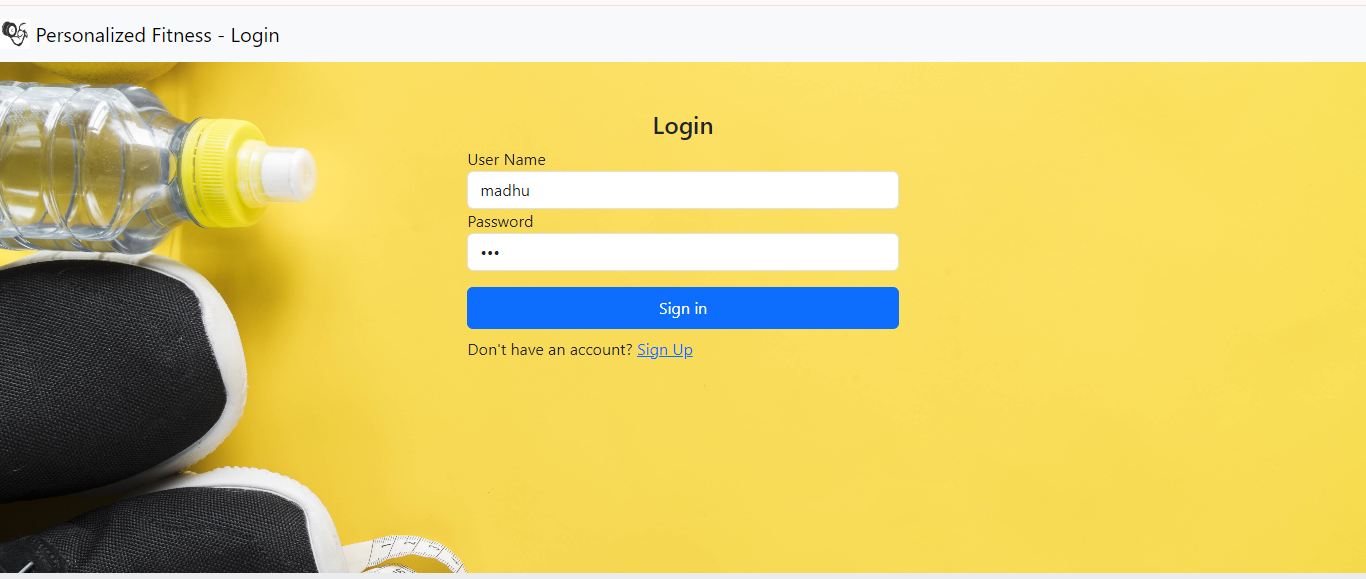 Personalized Fitness - Login
Login
User Name
madhu
Password
•••
Sign in
Don't have an account? Sign Up